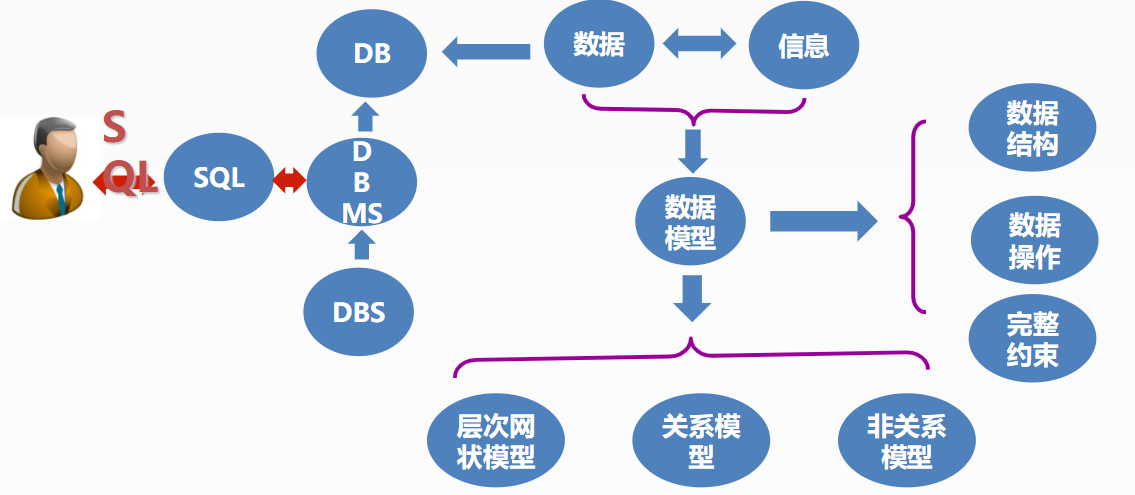 DB
数据
信息
S
QL
SQL
D
B
MS
DBS
数据
模型
数据
结构
数据
操作
完整
约束
层次网
状模型
关系模
型
非关系
模型